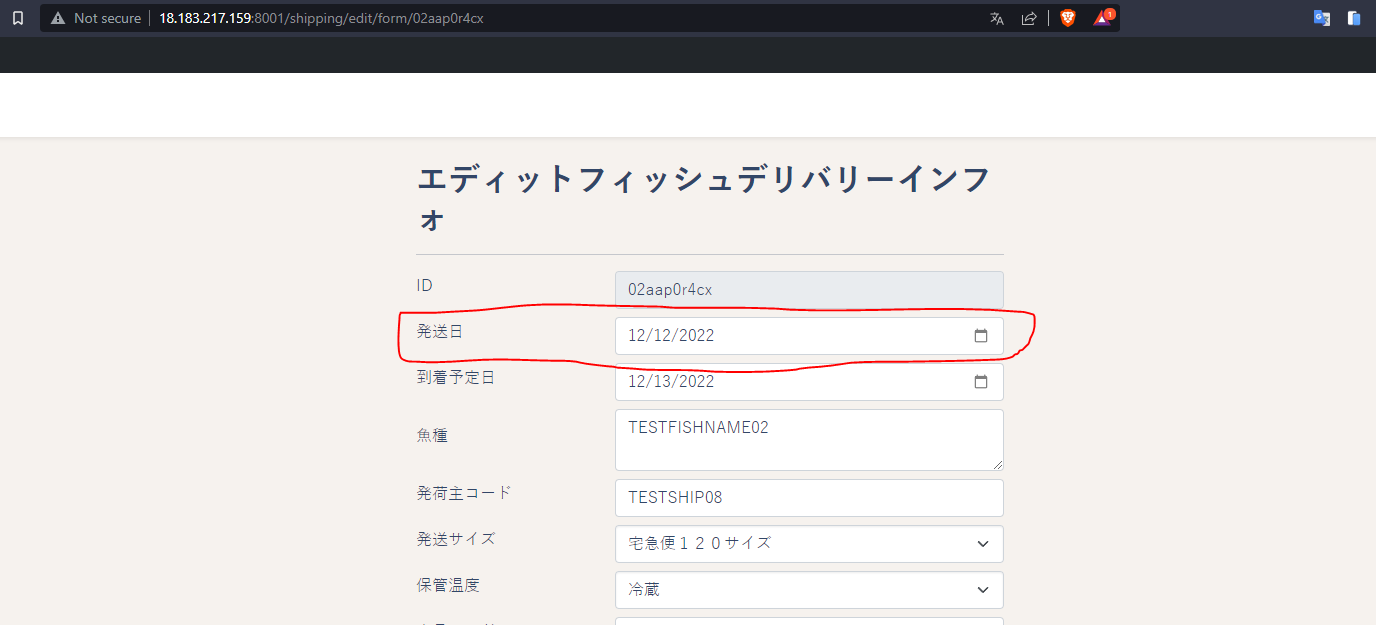 Not secure
18.183.217.159:8001/shipping/edit/form/02aap0r4cx
1
エディットフィッシュデリバリーインフ
ォ
ID
02aap0r4cx
発送日
12/12/2022
到着予定日
12/13/2022
魚種
TESTFISHNAME02
発荷主コード
TESTSHIP08
発送サイズ
宅急便１２０サイズ
保管温度
冷蔵